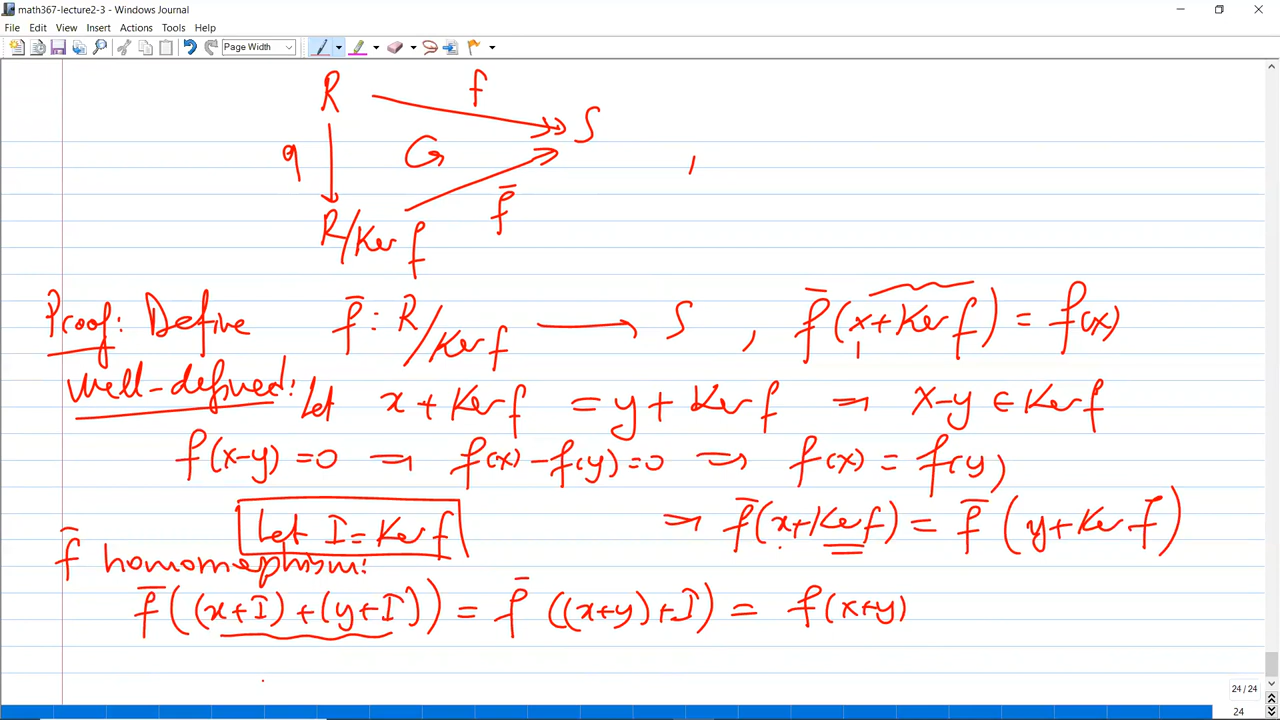 math367-lecture2-3 - Windows Journal
File Edit View Insert Actions Tools Help
Page Width
R f S
q G
R/Ker f f̄
,
Proof: Define f̄ : R/Ker f → S , f̄(x+Ker f) = f(x)
Well-defined: Let x + Ker f = y + Ker f ⇒ x-y ∈ Ker f
f(x-y) = 0 ⇒ f(x) - f(y) = 0 ⇒ f(x) = f(y)
Let I = Ker f ⇒ f̄(x+Ker f) = f̄(y+Ker f)
f̄ homomorphism:
f̄((x+I)+(y+I)) = f̄((x+y)+I) = f(x+y)
24 / 24
24